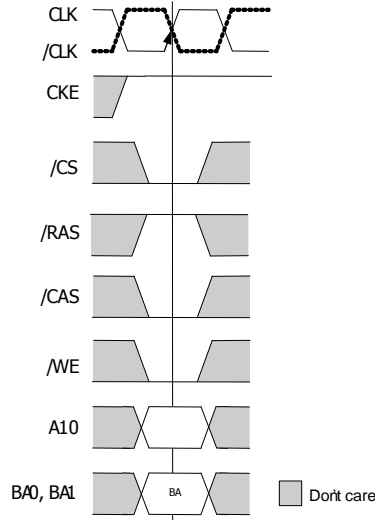 CLK
/CLK
CKE
/CS
/RAS
/CAS
/WE
A10
BA0, BA1
BA
Don't care